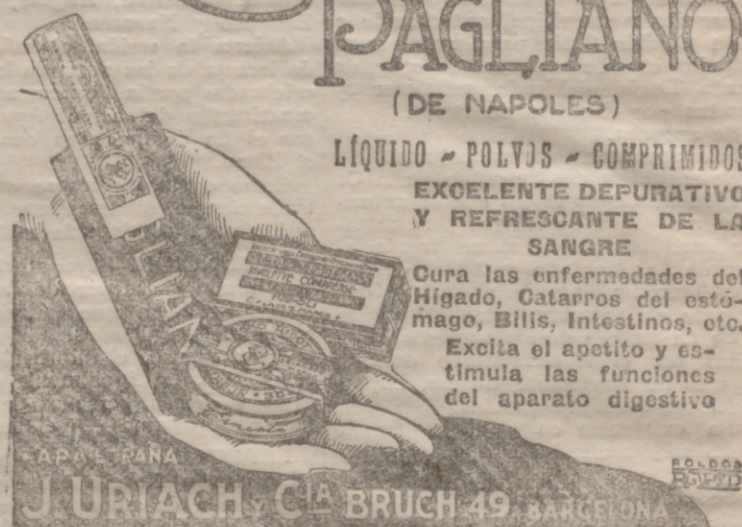 PAGLIANO
(DE NAPOLES)
LÍQUIDO ~ POLVOS ~ COMPRIMIDOS
EXCELENTE DEPURATIVO
Y REFRESCANTE DE LA
SANGRE
Cura las enfermedades del
Hígado, Catarros del estó-
mago, Bilis, Intestinos, etc.
Excita el apetito y es-
timula las funciones
del aparato digestivo
J. URIACH Y CIA BRUCH 49, BARCELONA